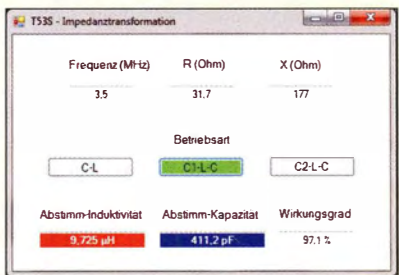 T53S - Impedanztransformation
Frequenz (MHz) R (Ohm) X (Ohm)
3.5 31.7 177
Betriebsart
C-L C1-L-C C2-L-C
Abstimm-Induktivitat Abstimm-Kapazitat Wirkungsgrad
9,725 µH 411,2 pF 97.1 %